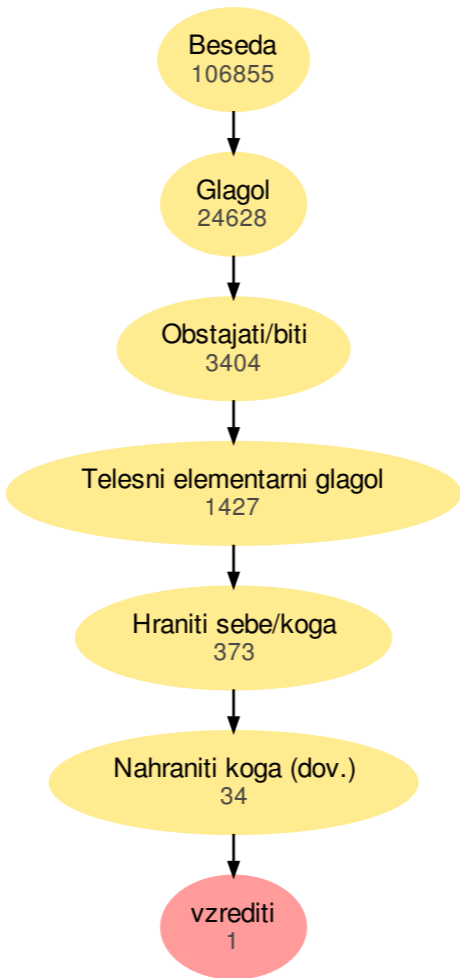 Beseda
106855
Glagol
24628
Obstajati/biti
3404
Telesni elementarni glagol
1427
Hraniti sebe/koga
373
Nahraniti koga (dov.)
34
vzrediti
1